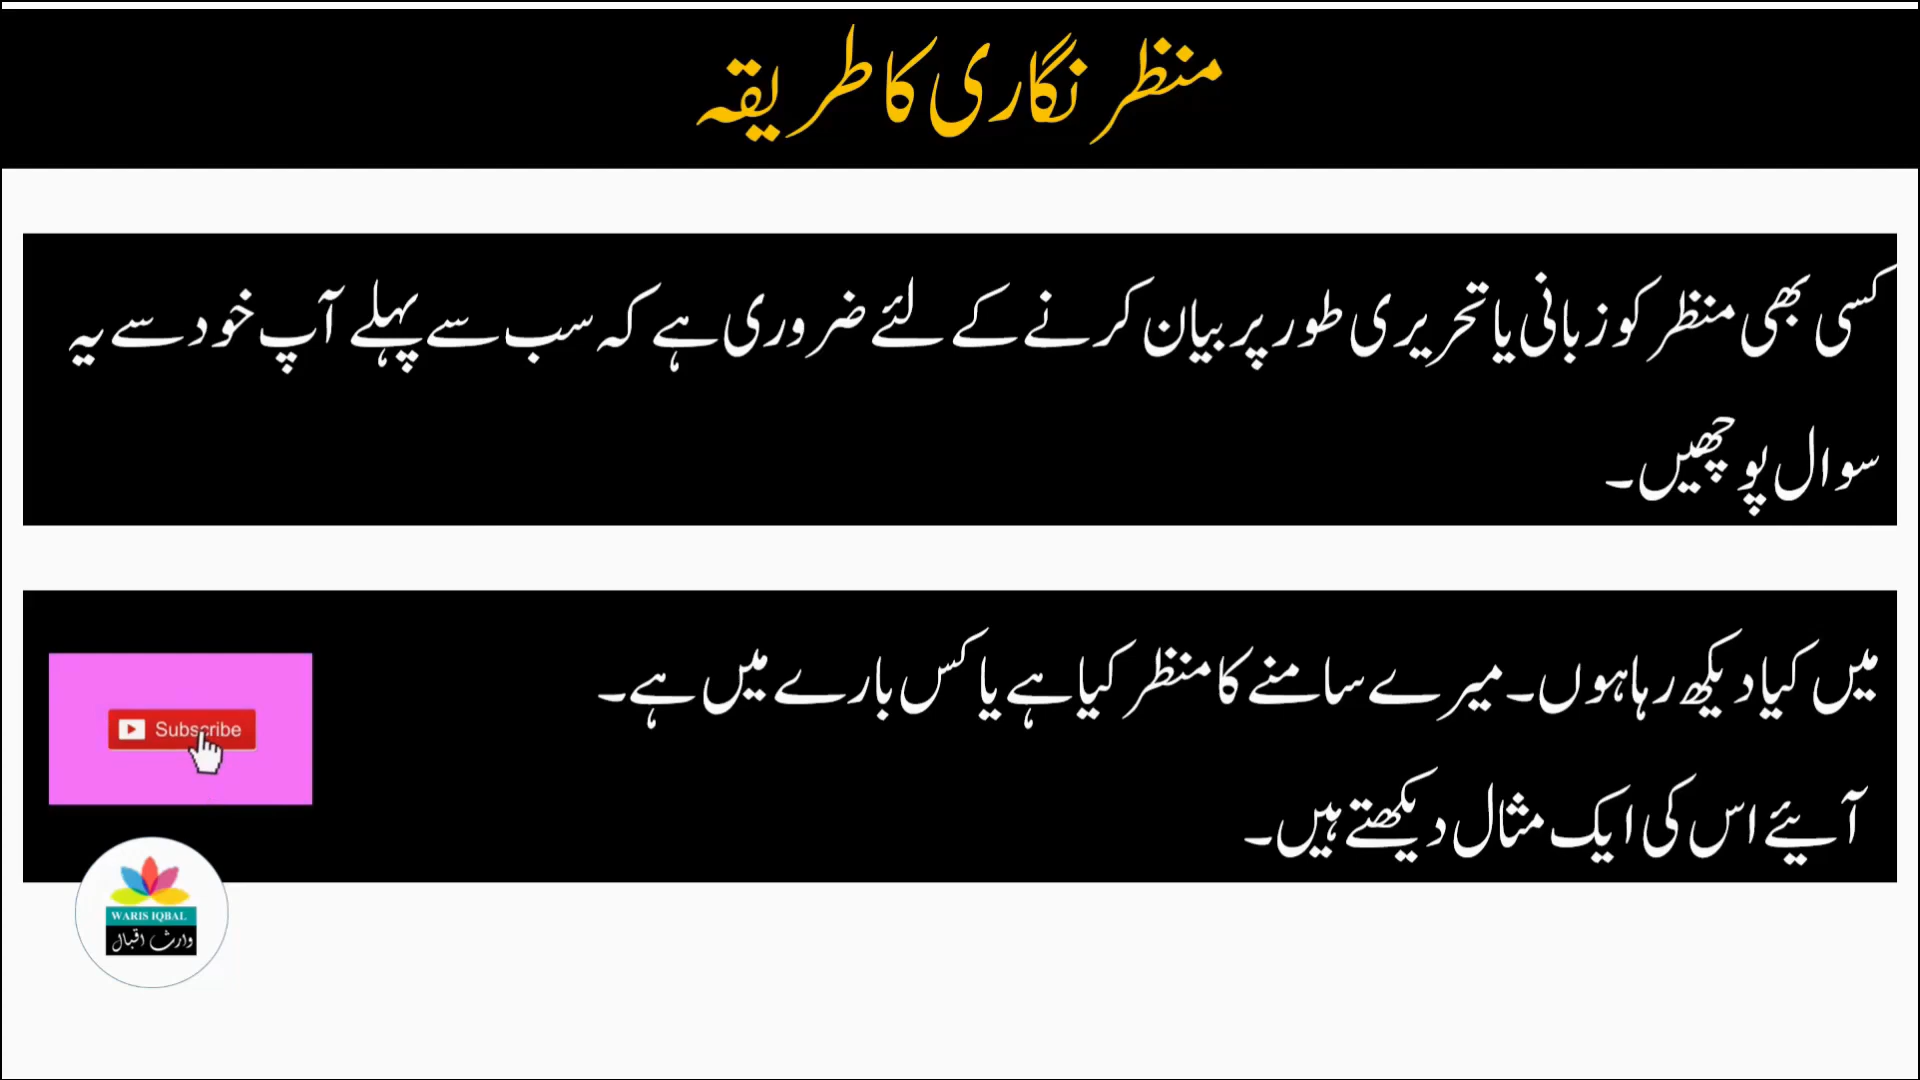 منظر نگاری کا طریقہ
کسی بھی منظر کو زبانی یا تحریری طور پر بیان کرنے کے لئے ضروری ہے کہ سب سے پہلے آپ خود سے یہ
سوال پوچھیں۔
میں کیا دیکھ رہا ہوں۔ میرے سامنے کا منظر کیا ہے یا کس بارے میں ہے۔
آیئے اس کی ایک مثال دیکھتے ہیں۔
Subscribe
WARIS IQBAL
وارث اقبال